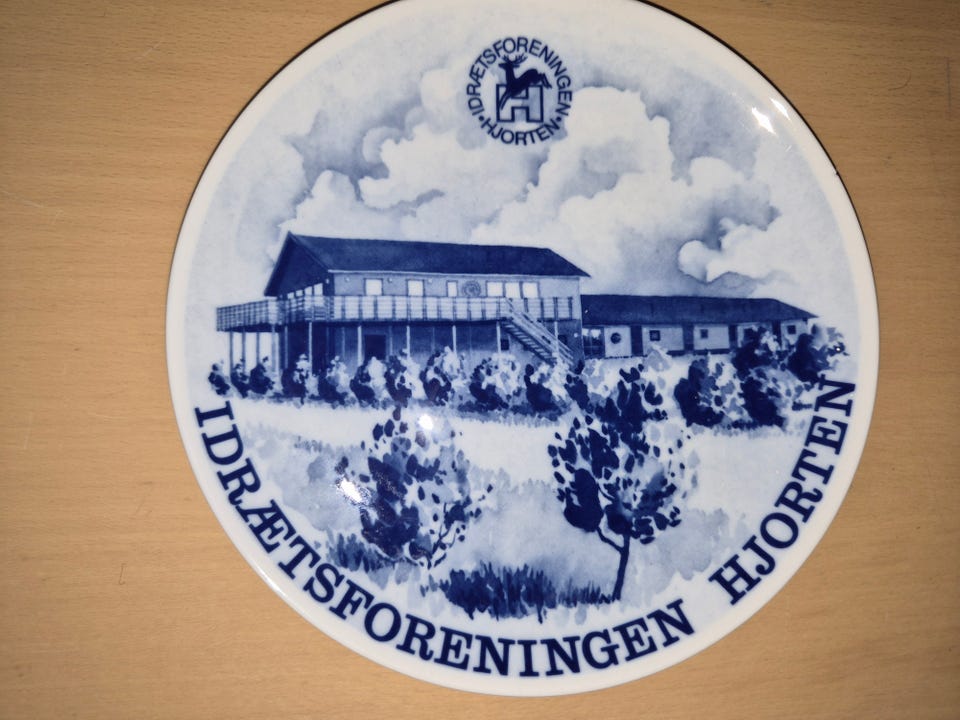 IDRÆTSFORENINGEN
H
• HJORTEN •
IDRÆTSFORENINGEN HJORTEN